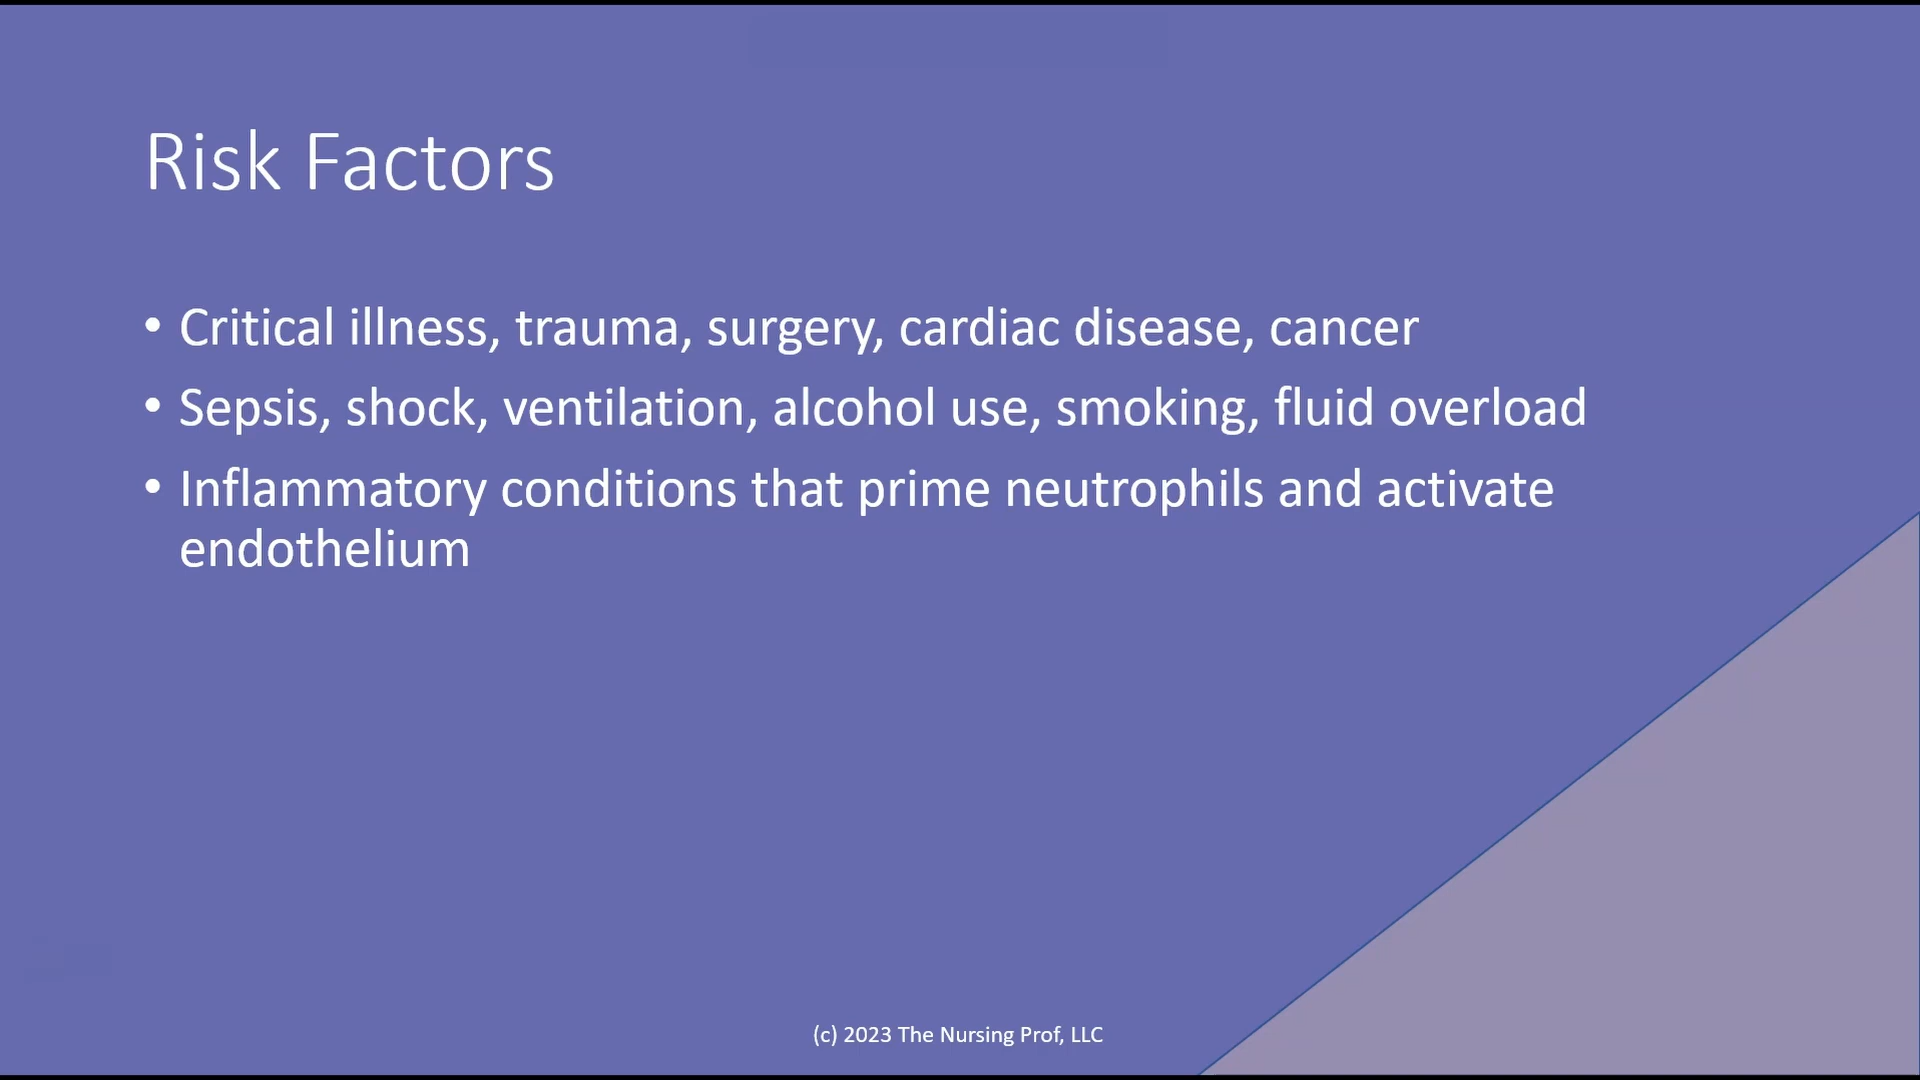 Risk Factors
• Critical illness, trauma, surgery, cardiac disease, cancer
• Sepsis, shock, ventilation, alcohol use, smoking, fluid overload
• Inflammatory conditions that prime neutrophils and activate
endothelium
(c) 2023 The Nursing Prof, LLC